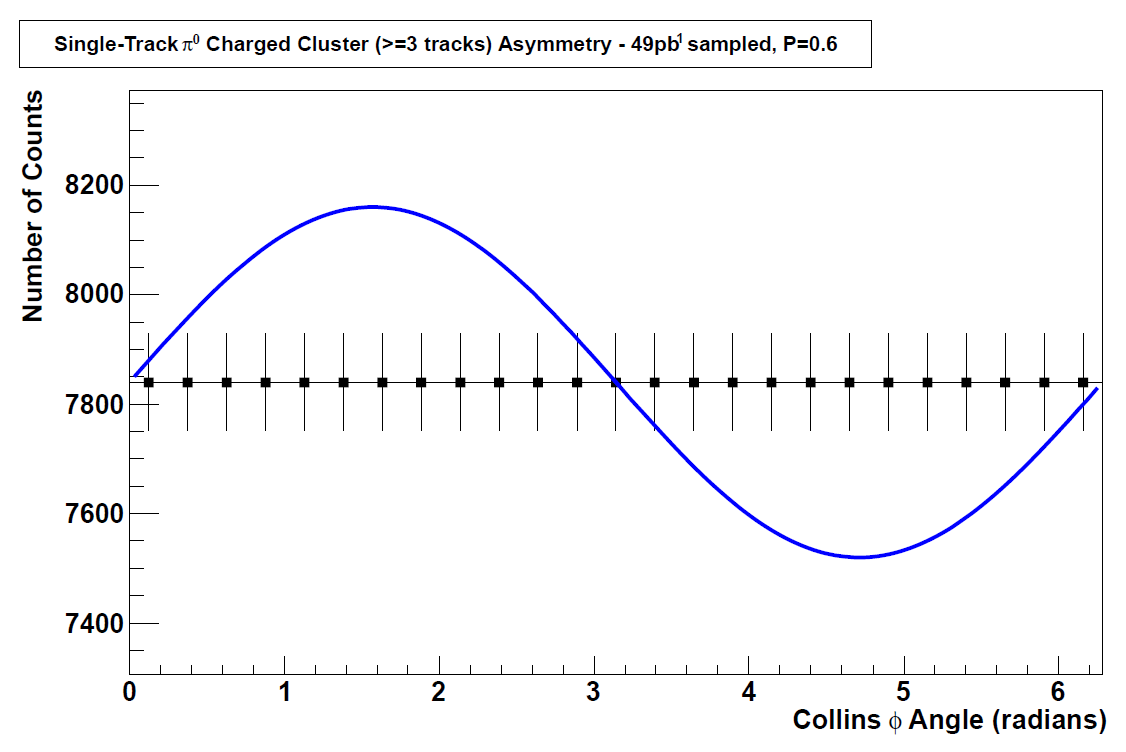 Single-Track π⁰ Charged Cluster (>=3 tracks) Asymmetry - 49pb¹ sampled, P=0.6
Number of Counts
8200
8000
7800
7600
7400
0 1 2 3 4 5 6
Collins ϕ Angle (radians)